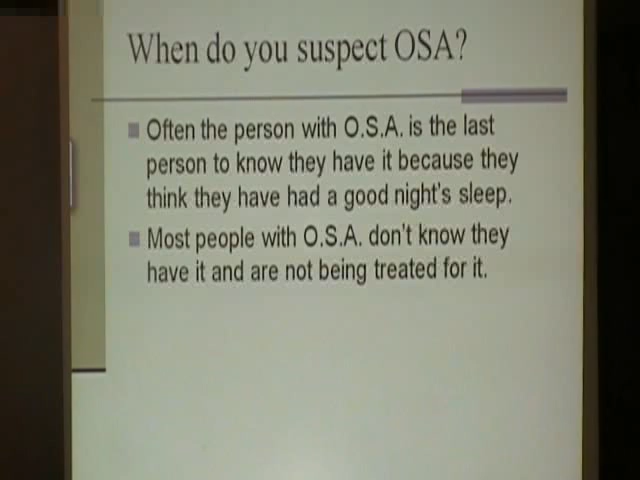 When do you suspect OSA?
Often the person with O.S.A. is the last
person to know they have it because they
think they have had a good night's sleep.
Most people with O.S.A. don't know they
have it and are not being treated for it.